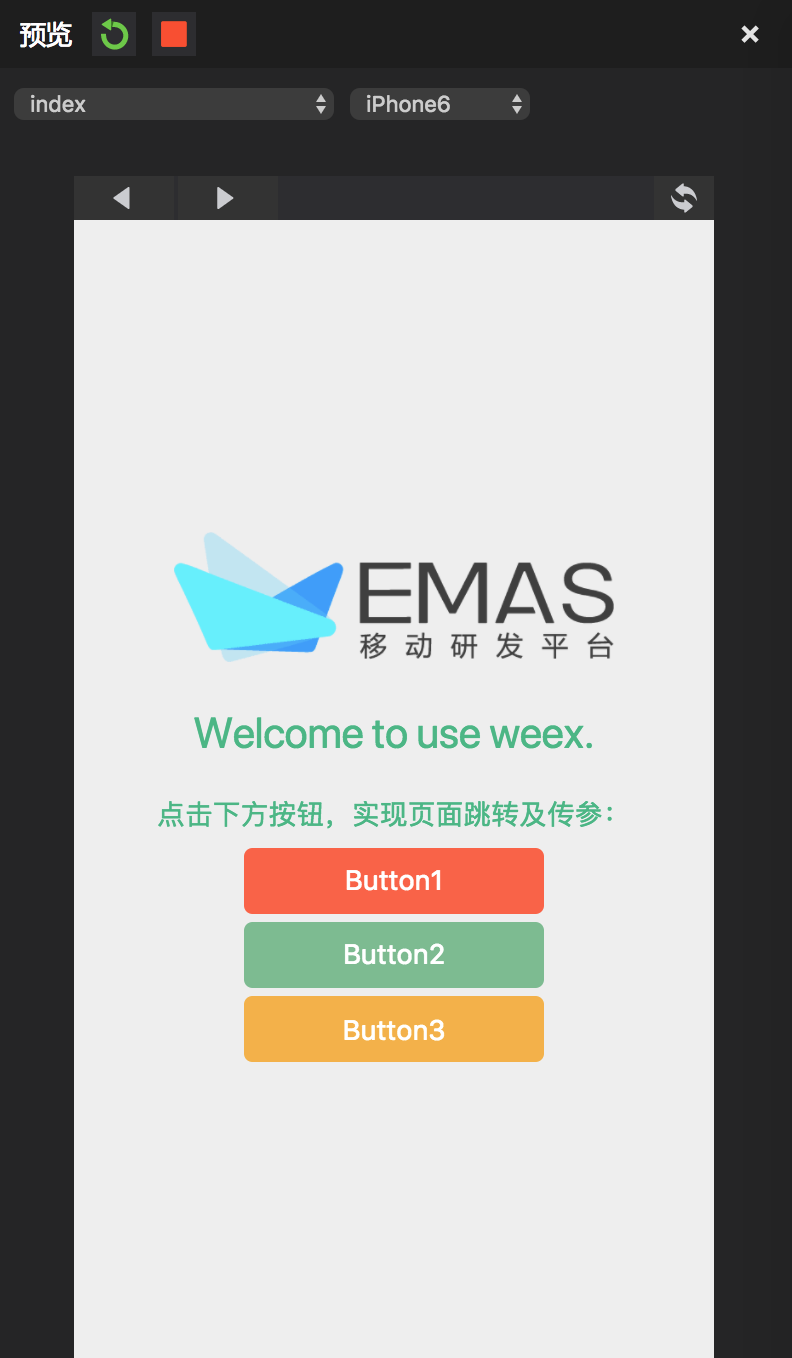 预览
index
iPhone6
EMAS
移动研发平台
Welcome to use weex.
点击下方按钮，实现页面跳转及传参：
Button1
Button2
Button3